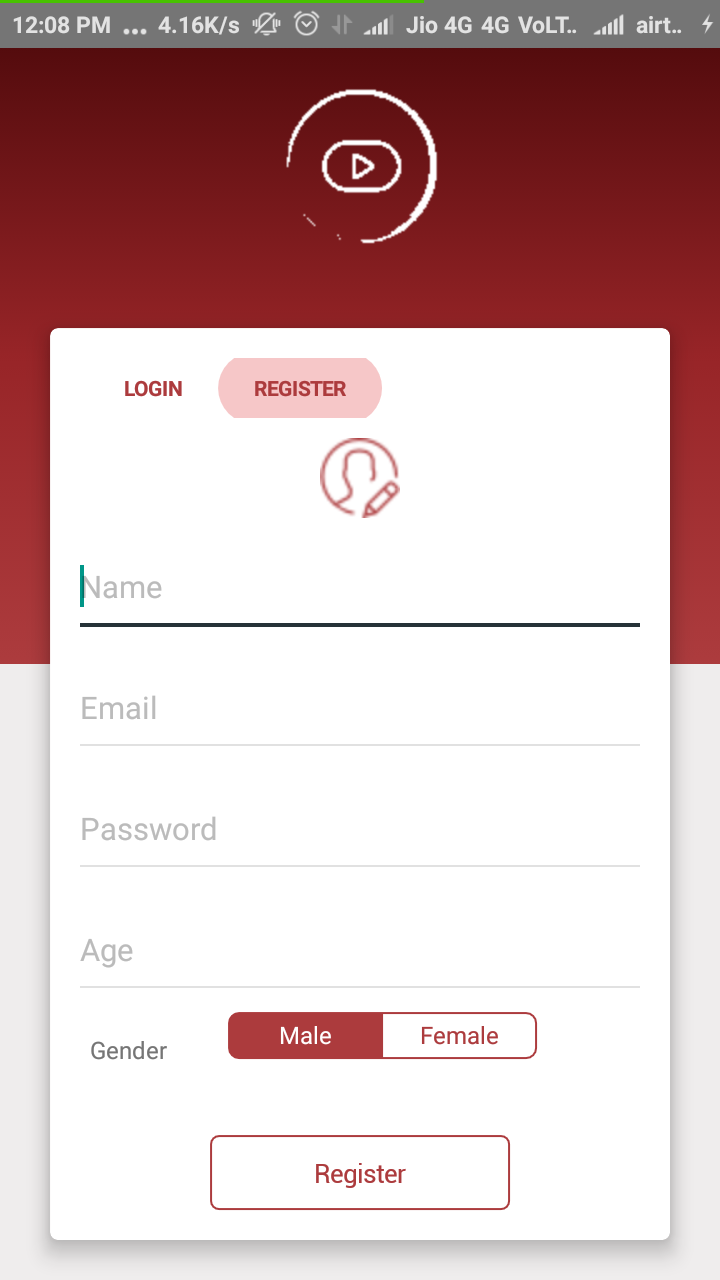 12:08 PM ... 4.16K/s Jio 4G 4G VoLT.. airt..
LOGIN REGISTER
Name
Email
Password
Age
Gender Male Female
Register